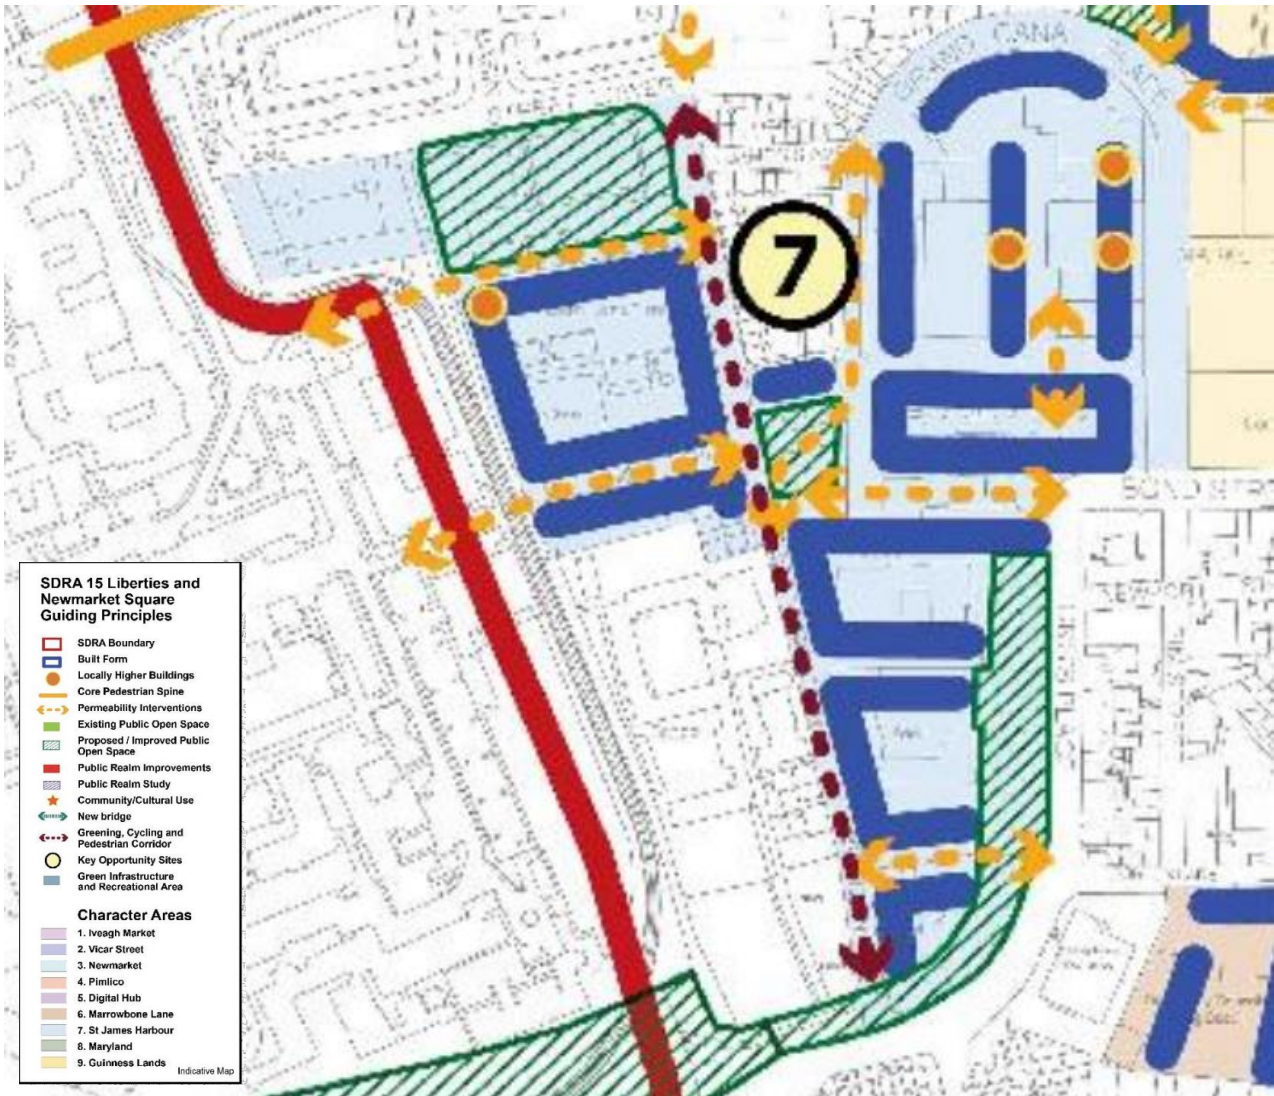 GRAND CANA
7
BOND STR
SDRA 15 Liberties and
Newmarket Square
Guiding Principles
SDRA Boundary
Built Form
Locally Higher Buildings
Core Pedestrian Spine
Permeability Interventions
Existing Public Open Space
Proposed / Improved Public
Open Space
Public Realm Improvements
Public Realm Study
Community/Cultural Use
New bridge
Greening, Cycling and
Pedestrian Corridor
Key Opportunity Sites
Green Infrastructure
and Recreational Area
Character Areas
1. Iveagh Market
2. Vicar Street
3. Newmarket
4. Pimlico
5. Digital Hub
6. Marrowbone Lane
7. St James Harbour
8. Maryland
9. Guinness Lands
Indicative Map